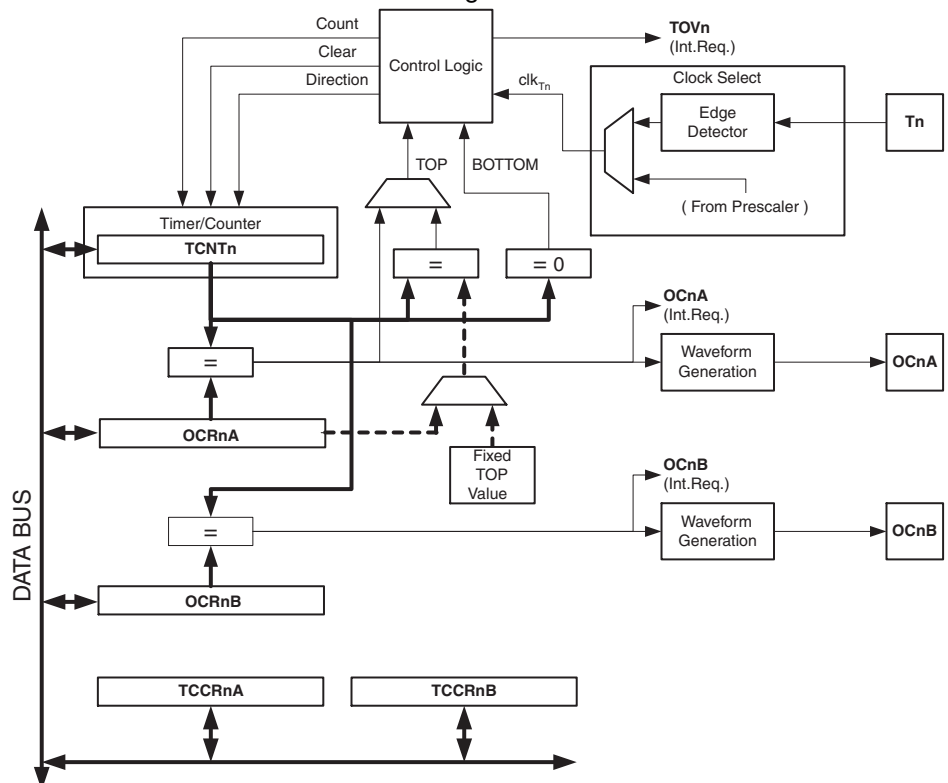 Count
Clear
Direction
Control Logic
TOVn
(Int.Req.)
clkTn
Clock Select
Edge
Detector
Tn
( From Prescaler )
TOP
BOTTOM
Timer/Counter
TCNTn
=
= 0
OCnA
(Int.Req.)
=
Waveform
Generation
OCnA
OCRnA
Fixed
TOP
Value
OCnB
(Int.Req.)
=
Waveform
Generation
OCnB
OCRnB
DATA BUS
TCCRnA
TCCRnB